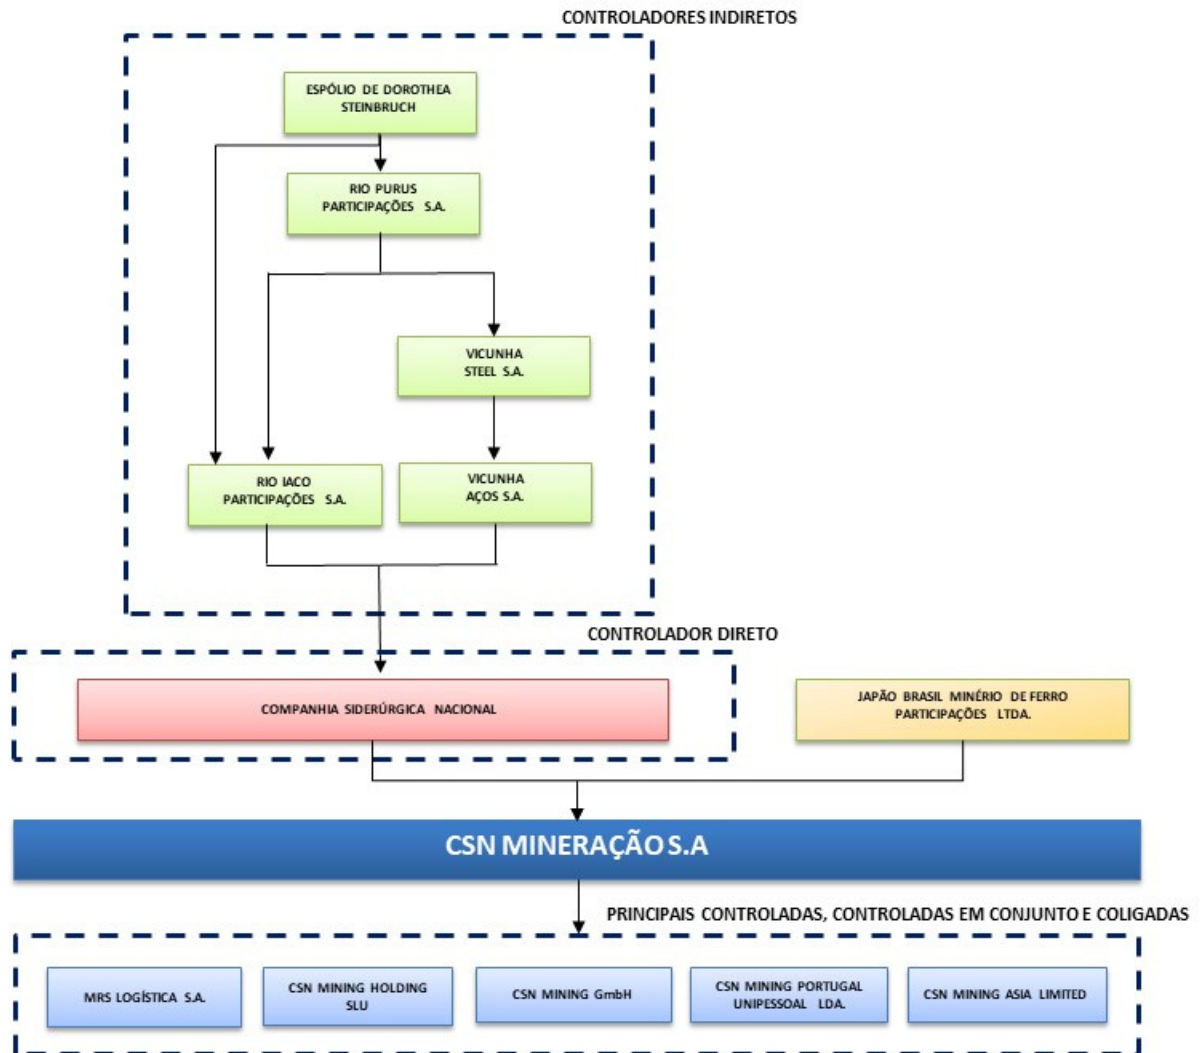 CONTROLADORES INDIRETOS
ESPÓLIO DE DOROTHEA
STEINBRUCH
RIO PURUS
PARTICIPAÇÕES S.A.
VICUNHA
STEEL S.A.
RIO IACO
PARTICIPAÇÕES S.A.
VICUNHA
AÇOS S.A.
CONTROLADOR DIRETO
COMPANHIA SIDERÚRGICA NACIONAL
JAPÃO BRASIL MINÉRIO DE FERRO
PARTICIPAÇÕES LTDA.
CSN MINERAÇÃO S.A
PRINCIPAIS CONTROLADAS, CONTROLADAS EM CONJUNTO E COLIGADAS
MRS LOGÍSTICA S.A.
CSN MINING HOLDING
SLU
CSN MINING GmbH
CSN MINING PORTUGAL
UNIPESSOAL LDA.
CSN MINING ASIA LIMITED